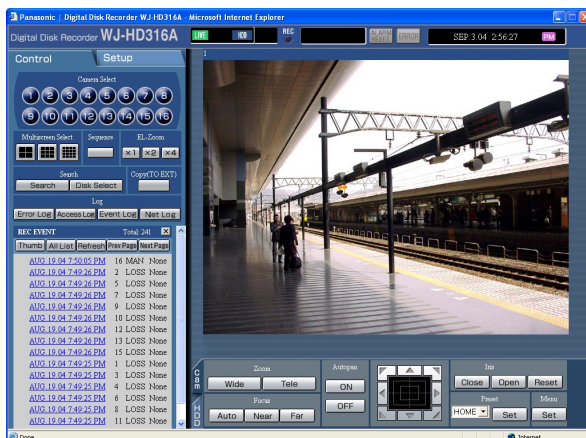 Panasonic | Digital Disk Recorder WJ-HD316A - Microsoft Internet Explorer
Digital Disk Recorder WJ-HD316A
LIVE HDD REC ALARM RESET ERROR SEP.3.04 2:56:27 PM
Control Setup
1
Camera Select
1 2 3 4 5 6 7 8
9 10 11 12 13 14 15 16
Multiscreen Select Sequence EL-Zoom
×1 ×2 ×4
Search Copy(TO EXT)
Search Disk Select
Log
Error Log Access Log Event Log Net Log
REC EVENT Total: 241 X
Thumb All List Refresh Prev Page Next Page
AUG.19.04 7:50:05 PM 16 MAN None
AUG.19.04 7:49:26 PM 2 LOSS None
AUG.19.04 7:49:26 PM 5 LOSS None
AUG.19.04 7:49:26 PM 7 LOSS None
AUG.19.04 7:49:26 PM 9 LOSS None
AUG.19.04 7:49:26 PM 10 LOSS None
AUG.19.04 7:49:26 PM 12 LOSS None
AUG.19.04 7:49:26 PM 13 LOSS None
AUG.19.04 7:49:26 PM 15 LOSS None
AUG.19.04 7:49:25 PM 1 LOSS None
AUG.19.04 7:49:25 PM 3 LOSS None
AUG.19.04 7:49:25 PM 4 LOSS None
AUG.19.04 7:49:25 PM 6 LOSS None
AUG.19.04 7:49:25 PM 8 LOSS None
AUG.19.04 7:49:25 PM 11 LOSS None
Cam
HDD
Zoom
Wide Tele
Focus
Auto Near Far
Autopan
ON
OFF
Iris
Close Open Reset
Preset Menu
HOME Set Set
Done Internet